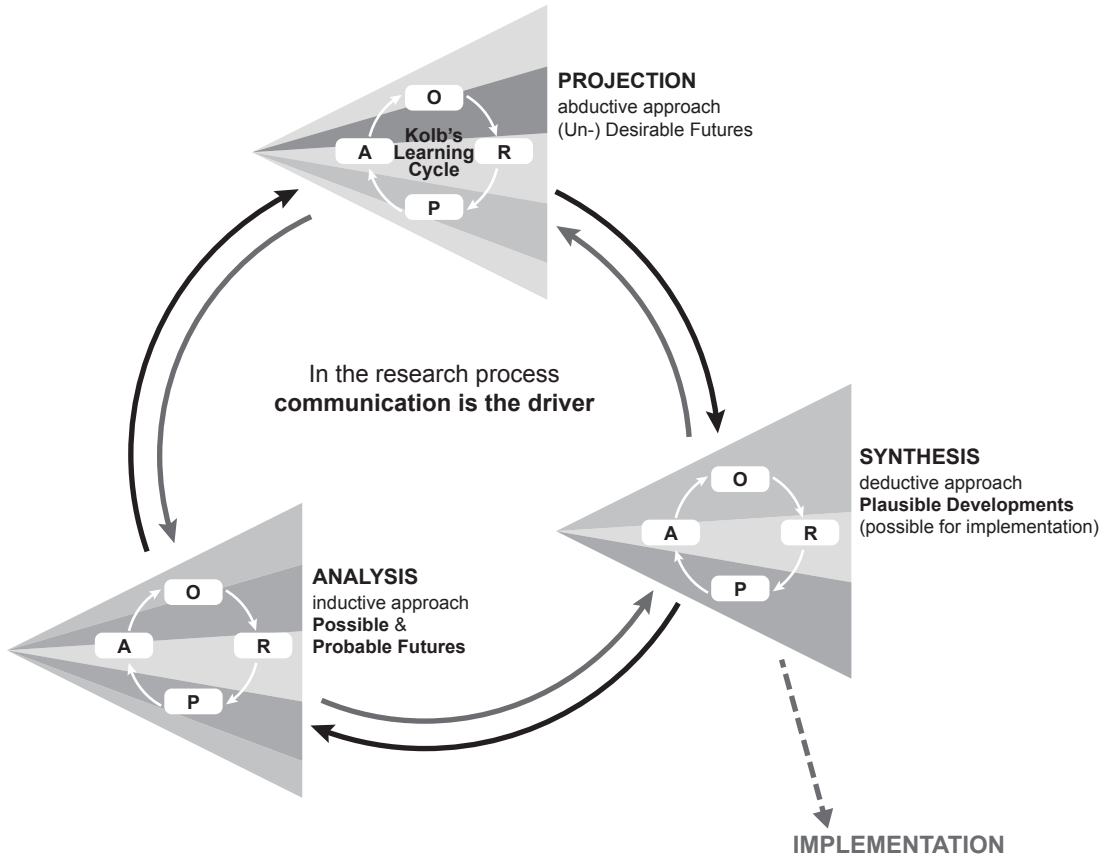 PROJECTION
abductive approach
(Un-) Desirable Futures
O
Kolb's
A Learning R
Cycle
P
In the research process
communication is the driver
SYNTHESIS
deductive approach
Plausible Developments
(possible for implementation)
O
A R
P
ANALYSIS
inductive approach
Possible &
Probable Futures
O
A R
P
IMPLEMENTATION